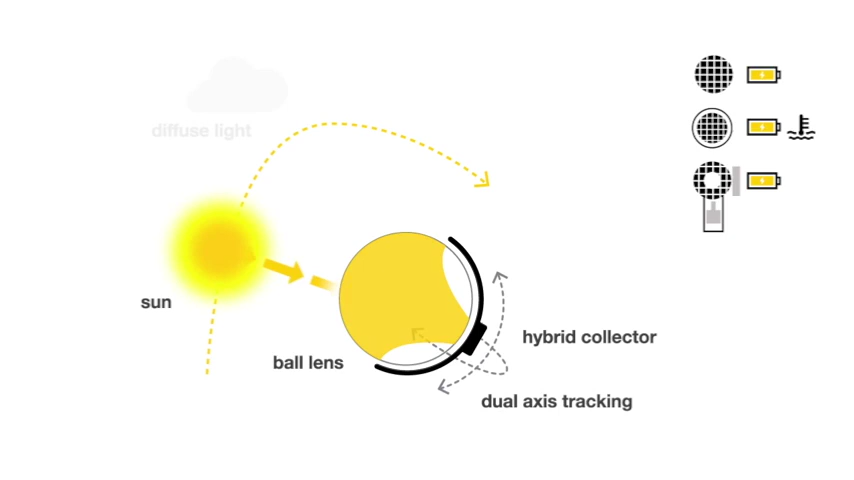 diffuse light
sun
hybrid collector
ball lens
dual axis tracking